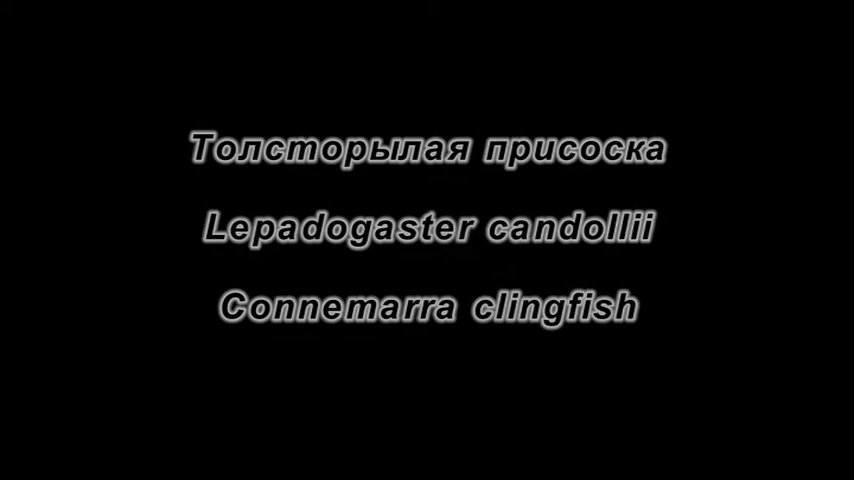 Толсторылая присоска
Lepadogaster candollii
Connemarra clingfish